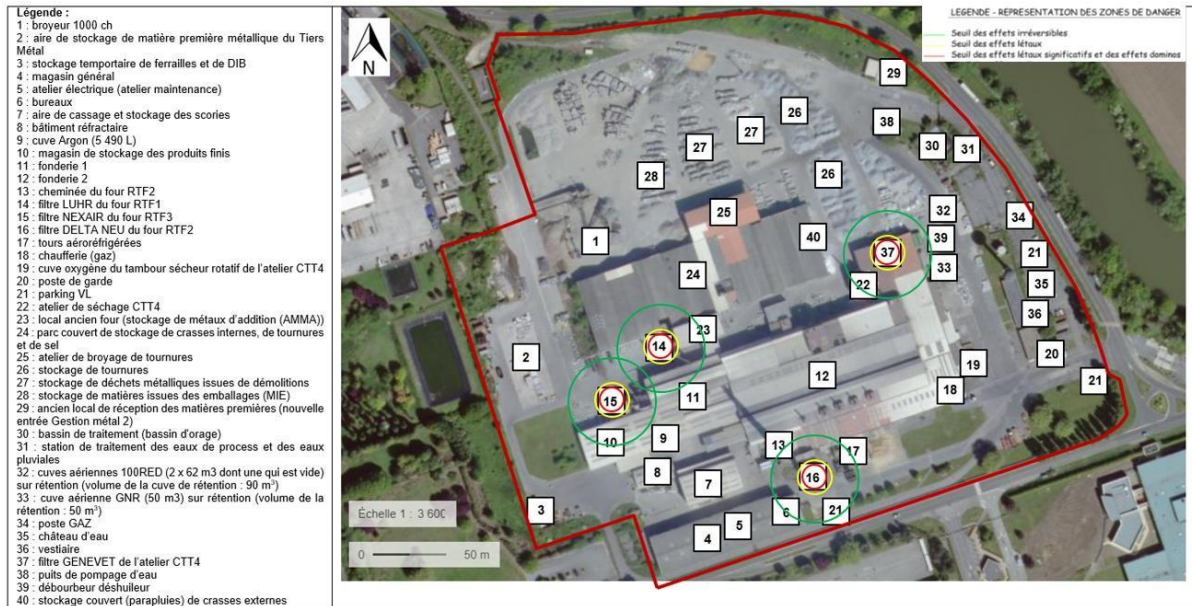 Légende :
1 : broyeur 1000 ch
2 : aire de stockage de matière première métallique du Tiers
Métal
3 : stockage temportaire de ferrailles et de DIB
4 : magasin général
5 : atelier électrique (atelier maintenance)
6 : bureaux
7 : aire de cassage et stockage des scories
8 : bâtiment réfractaire
9 : cuve Argon (5 490 L)
10 : magasin de stockage des produits finis
11 : fonderie 1
12 : fonderie 2
13 : cheminée du four RTF2
14 : filtre LUHR du four RTF1
15 : filtre NEXAIR du four RTF3
16 : filtre DELTA NEU du four RTF2
17 : tours aéroréfrigérées
18 : chaufferie (gaz)
19 : cuve oxygène du tambour sécheur rotatif de l'atelier CTT4
20 : poste de garde
21 : parking VL
22 : atelier de séchage CTT4
23 : local ancien four (stockage de métaux d'addition (AMMA))
24 : parc couvert de stockage de crasses internes, de tournures
et de sel
25 : atelier de broyage de tournures
26 : stockage de tournures
27 : stockage de déchets métalliques issues de démolitions
28 : stockage de matières issues des emballages (MIE)
29 : ancien local de réception des matières premières (nouvelle
entrée Gestion métal 2)
30 : bassin de traitement (bassin d'orage)
31 : station de traitement des eaux de process et des eaux
pluviales
32 : cuves aériennes 100RED (2 x 62 m3 dont une qui est vide)
sur rétention (volume de la cuve de rétention : 90 m³)
33 : cuve aérienne GNR (50 m3) sur rétention (volume de la
rétention : 50 m³)
34 : poste GAZ
35 : château d'eau
36 : vestiaire
37 : filtre GENEVET de l'atelier CTT4
38 : puits de pompage d'eau
39 : débourbeur déshuileur
40 : stockage couvert (parapluies) de crasses externes
N
LEGENDE - REPRESENTATION DES ZONES DE DANGER
Seuil des effets irréversibles
Seuil des effets létaux
Seuil des effets létaux significatifs et des effets dominos
29
26
38
27
27
30
31
28
26
25
32
34
1
40
39
37
21
24
33
22
35
36
23
14
2
20
19
12
21
18
11
15
9
10
13
17
8
16
7
3
6
21
5
4
Échelle 1 : 3 600
0
50 m